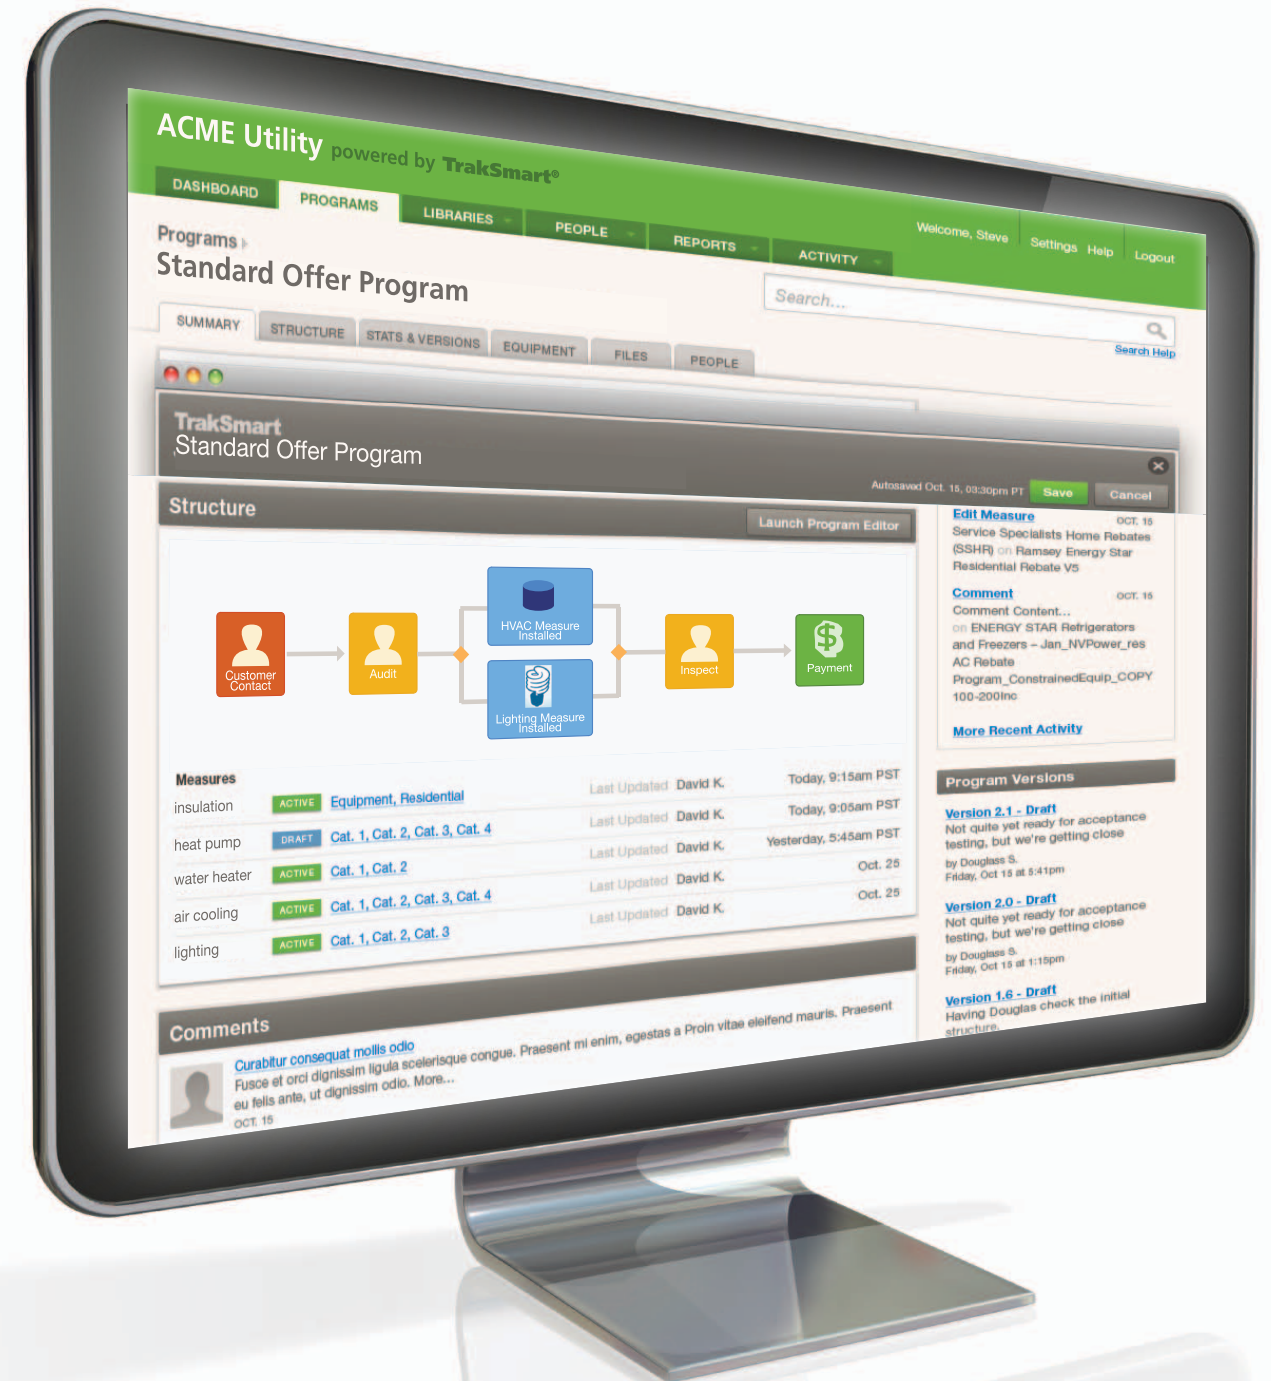 ACME Utility powered by TrakSmart®
Welcome, Steve Settings Help Logout
DASHBOARD PROGRAMS LIBRARIES PEOPLE REPORTS ACTIVITY
Programs
Standard Offer Program
Search...
Search Help
SUMMARY STRUCTURE STATS & VERSIONS EQUIPMENT FILES PEOPLE
TrakSmart
Standard Offer Program
Autosaved Oct. 15, 03:30pm PT Save Cancel
Structure
Launch Program Editor
Customer
Contact
Audit
HVAC Measure
Installed
Lighting Measure
Installed
Inspect
Payment
Measures
insulation ACTIVE Equipment, Residential Last Updated David K. Today, 9:15am PST
heat pump DRAFT Cat. 1, Cat. 2, Cat. 3, Cat. 4 Last Updated David K. Today, 9:05am PST
water heater ACTIVE Cat. 1, Cat. 2 Last Updated David K. Yesterday, 5:45am PST
air cooling ACTIVE Cat. 1, Cat. 2, Cat. 3, Cat. 4 Last Updated David K. Oct. 25
lighting ACTIVE Cat. 1, Cat. 2, Cat. 3 Last Updated David K. Oct. 25
Comments
Curabitur consequat mollis odio
Fusce et orci dignissim ligula scelerisque congue. Praesent mi enim, egestas a Proin vitae eleifend mauris. Praesent
eu felis ante, ut dignissim odio. More...
OCT. 15
Edit Measure OCT. 15
Service Specialists Home Rebates
(SSHR) on Ramsey Energy Star
Residential Rebate V5
Comment OCT. 15
Comment Content...
on ENERGY STAR Refrigerators
and Freezers – Jan_NVPower_res
AC Rebate
Program_ConstrainedEquip_COPY
100-200Inc
More Recent Activity
Program Versions
Version 2.1 - Draft
Not quite yet ready for acceptance
testing, but we're getting close
by Douglass S.
Friday, Oct 15 at 5:41pm
Version 2.0 - Draft
Not quite yet ready for acceptance
testing, but we're getting close
by Douglass S.
Friday, Oct 15 at 1:15pm
Version 1.6 - Draft
Having Douglas check the initial
structure.